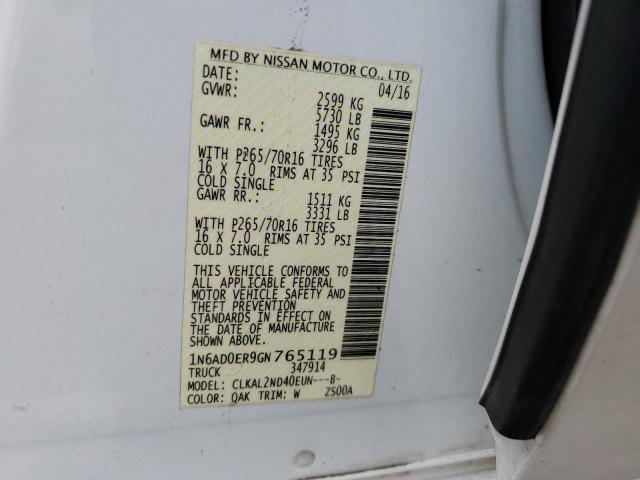 MFD BY NISSAN MOTOR CO., LTD.
DATE: 04/16
GVWR: 2599 KG
5730 LB
GAWR FR.: 1495 KG
3296 LB
WITH P265/70R16 TIRES
16 X 7.0 RIMS AT 35 PSI
COLD SINGLE
GAWR RR.: 1511 KG
3331 LB
WITH P265/70R16 TIRES
16 X 7.0 RIMS AT 35 PSI
COLD SINGLE
THIS VEHICLE CONFORMS TO
ALL APPLICABLE FEDERAL
MOTOR VEHICLE SAFETY AND
THEFT PREVENTION
STANDARDS IN EFFECT ON
THE DATE OF MANUFACTURE
SHOWN ABOVE.
1N6AD0ER9GN765119
TRUCK 347914
MODEL: CLKAL2ND40EUN---B-
COLOR: QAK TRIM: W ZS00A